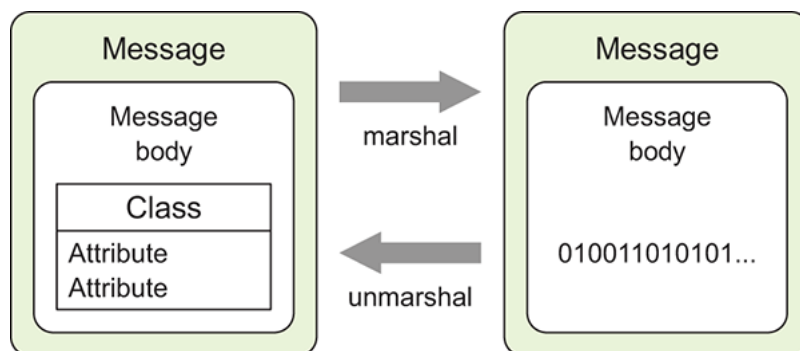 Message
Message
body
Class
Attribute
Attribute
marshal
unmarshal
Message
Message
body
010011010101...